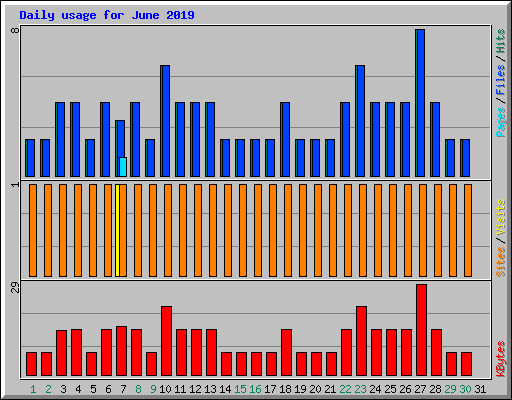 Daily usage for June 2019
8
Pages / Files / Hits
1
Sites / Visits
29
KBytes
1 2 3 4 5 6 7 8 9 10 11 12 13 14 15 16 17 18 19 20 21 22 23 24 25 26 27 28 29 30 31